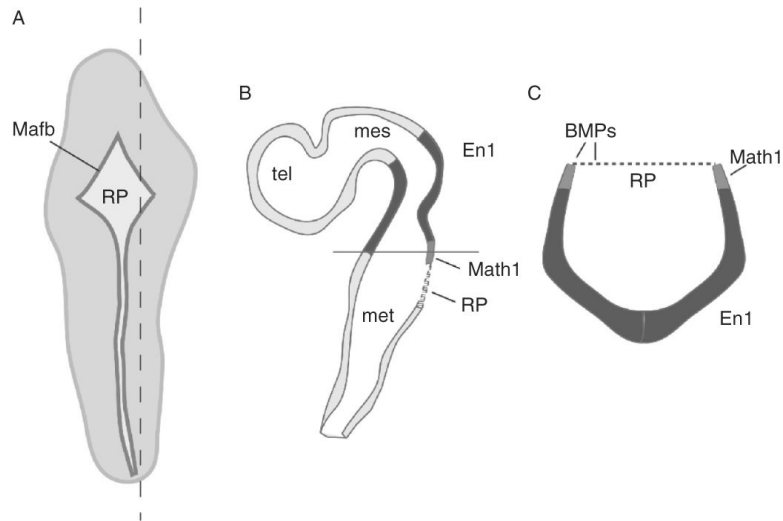 A
Mafb
RP
B
mes
En1
tel
Math1
RP
met
C
BMPs
Math1
RP
En1